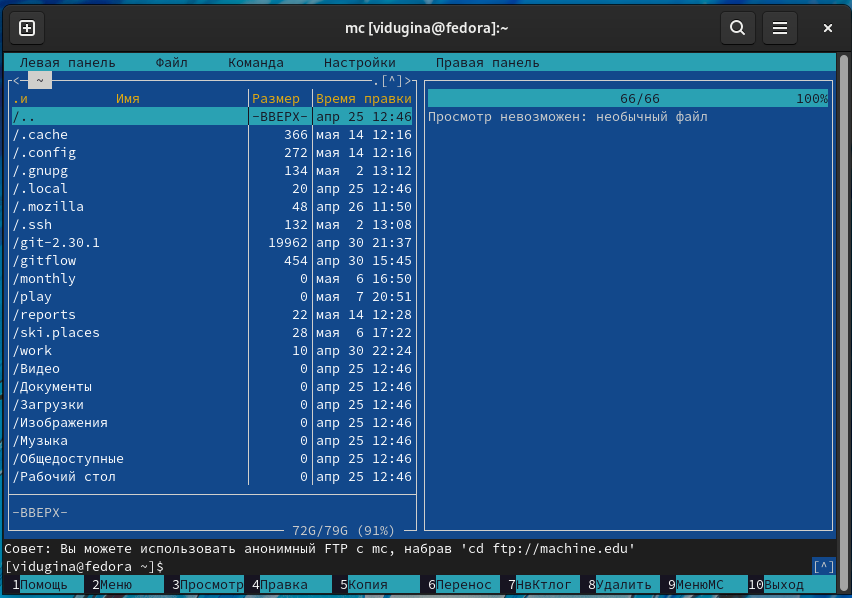 mc [vidugina@fedora]:~
Левая панель Файл Команда Настройки Правая панель
<- ~ .[^]>
.и Имя Размер Время правки 66/66 100%
/.. -ВВЕРХ- апр 25 12:46 Просмотр невозможен: необычный файл
/.cache 366 мая 14 12:16
/.config 272 мая 14 12:16
/.gnupg 134 мая 2 13:12
/.local 20 апр 25 12:46
/.mozilla 48 апр 26 11:50
/.ssh 132 мая 2 13:08
/git-2.30.1 19962 апр 30 21:37
/gitflow 454 апр 30 15:45
/monthly 0 мая 6 16:50
/play 0 мая 7 20:51
/reports 22 мая 14 12:28
/ski.places 28 мая 6 17:22
/work 10 апр 30 22:24
/Видео 0 апр 25 12:46
/Документы 0 апр 25 12:46
/Загрузки 0 апр 25 12:46
/Изображения 0 апр 25 12:46
/Музыка 0 апр 25 12:46
/Общедоступные 0 апр 25 12:46
/Рабочий стол 0 апр 25 12:46
-ВВЕРХ-
72G/79G (91%)
Совет: Вы можете использовать анонимный FTP с mc, набрав 'cd ftp://machine.edu'
[vidugina@fedora ~]$ [^]
1Помощь 2Меню 3Просмотр 4Правка 5Копия 6Перенос 7НвКтлог 8Удалить 9МенюМС 10Выход